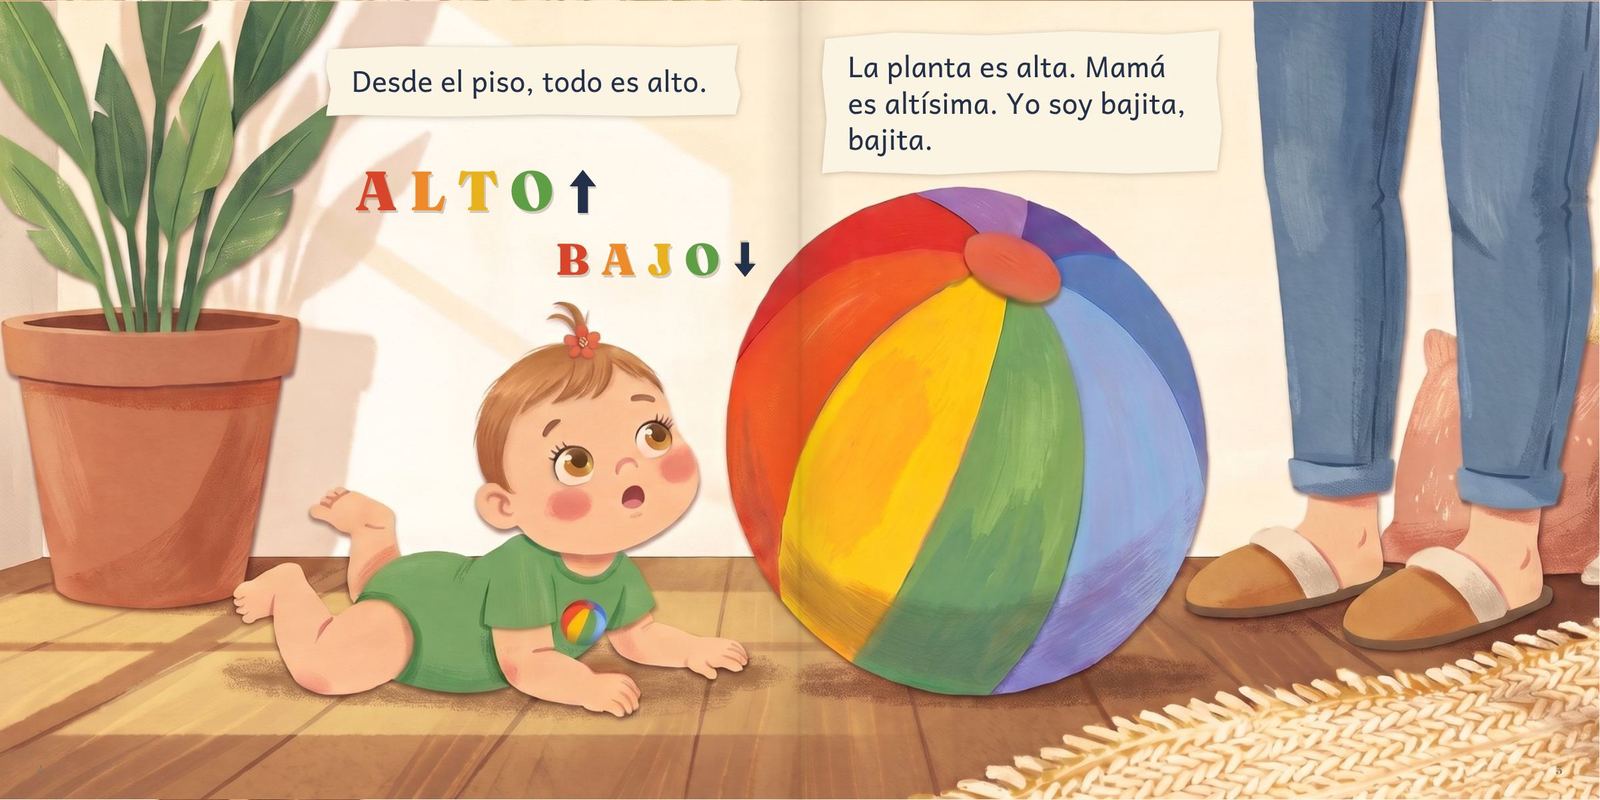 Desde el piso, todo es alto.
ALTO↑
BAJO↓
La planta es alta. Mamá
es altísima. Yo soy bajita,
bajita.
5